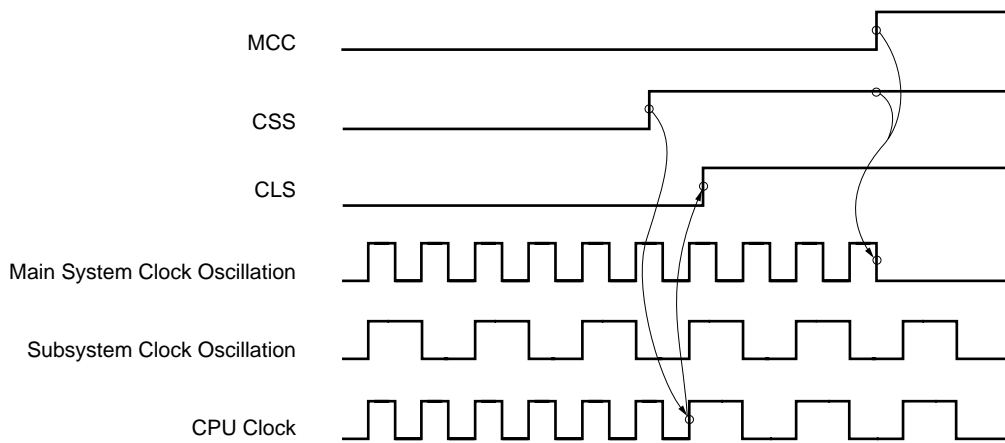 MCC
CSS
CLS
Main System Clock Oscillation
Subsystem Clock Oscillation
CPU Clock